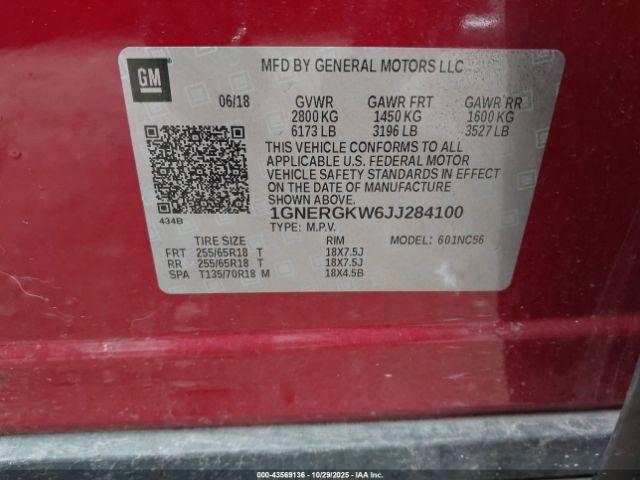 GM
MFD BY GENERAL MOTORS LLC
06/18 GVWR GAWR FRT GAWR RR
2800 KG 1450 KG 1600 KG
6173 LB 3196 LB 3527 LB
THIS VEHICLE CONFORMS TO ALL
APPLICABLE U.S. FEDERAL MOTOR
VEHICLE SAFETY STANDARDS IN EFFECT
ON THE DATE OF MANUFACTURE
SHOWN ABOVE.
434B
1GNERGKW6JJ284100
TYPE: M.P.V.
TIRE SIZE RIM MODEL: 601NC56
FRT 255/65R18 T 18X7.5J
RR 255/65R18 T 18X7.5J
SPA T135/70R18 M 18X4.5B
000-43569136 - 10/29/2025 - IAA Inc.